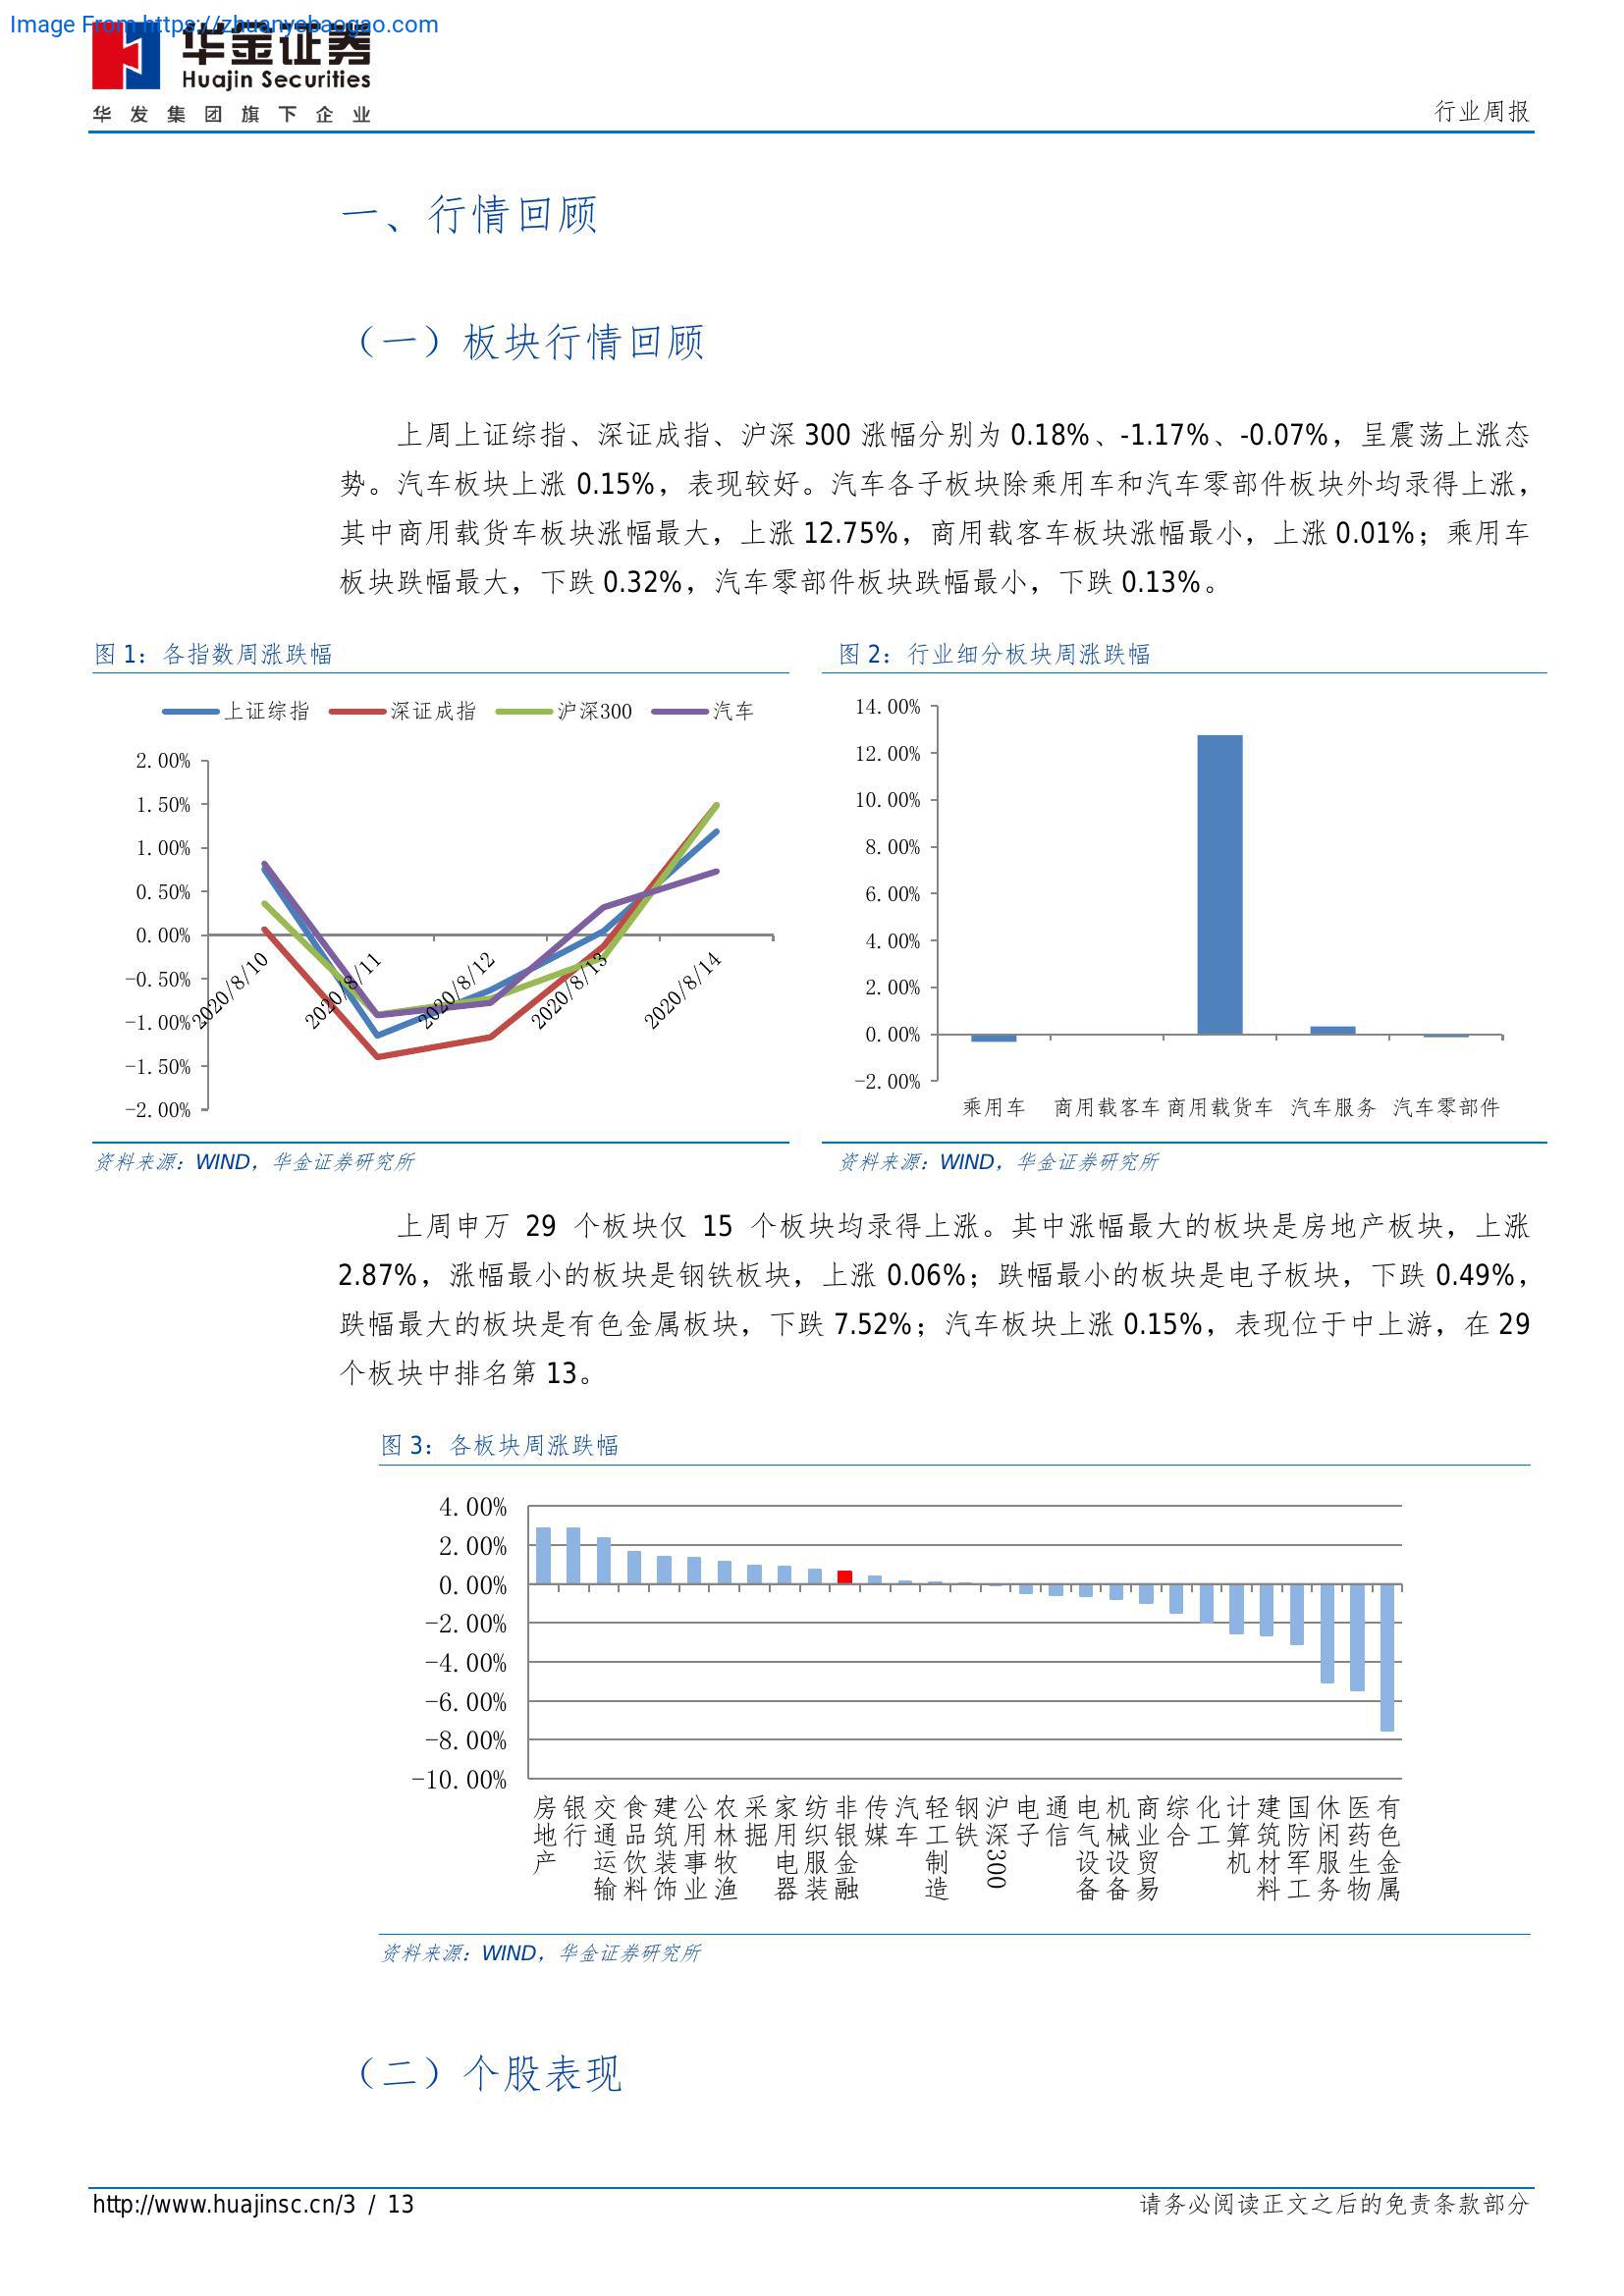 Image From https://zhuanyebaogao.com
华金证券
Huajin Securities
华发集团旗下企业
行业周报
一、行情回顾
（一）板块行情回顾
上周上证综指、深证成指、沪深 300 涨幅分别为 0.18%、-1.17%、-0.07%，呈震荡上涨态
势。汽车板块上涨 0.15%，表现较好。汽车各子板块除乘用车和汽车零部件板块外均录得上涨，
其中商用载货车板块涨幅最大，上涨 12.75%，商用载客车板块涨幅最小，上涨 0.01%；乘用车
板块跌幅最大，下跌 0.32%，汽车零部件板块跌幅最小，下跌 0.13%。
图 1：各指数周涨跌幅
上证综指 深证成指 沪深300 汽车
2.00%
1.50%
1.00%
0.50%
0.00%
-0.50%
-1.00%
-1.50%
-2.00%
2020/8/10 2020/8/11 2020/8/12 2020/8/13 2020/8/14
资料来源：WIND，华金证券研究所
图 2：行业细分板块周涨跌幅
14.00%
12.00%
10.00%
8.00%
6.00%
4.00%
2.00%
0.00%
-2.00%
乘用车 商用载客车 商用载货车 汽车服务 汽车零部件
资料来源：WIND，华金证券研究所
上周申万 29 个板块仅 15 个板块均录得上涨。其中涨幅最大的板块是房地产板块，上涨
2.87%，涨幅最小的板块是钢铁板块，上涨 0.06%；跌幅最小的板块是电子板块，下跌 0.49%，
跌幅最大的板块是有色金属板块，下跌 7.52%；汽车板块上涨 0.15%，表现位于中上游，在 29
个板块中排名第 13。
图 3：各板块周涨跌幅
4.00%
2.00%
0.00%
-2.00%
-4.00%
-6.00%
-8.00%
-10.00%
房地产
银行
交通运输
食品饮料
建筑装饰
公用事业
农林牧渔
采掘
家用电器
纺织服装
非银金融
传媒
汽车
轻工制造
钢铁
沪深300
电子
通信
电气设备
机械设备
商业贸易
综合
化工
计算机
建筑材料
国防军工
休闲服务
医药生物
有色金属
资料来源：WIND，华金证券研究所
（二）个股表现
http://www.huajinsc.cn/3 / 13
请务必阅读正文之后的免责条款部分